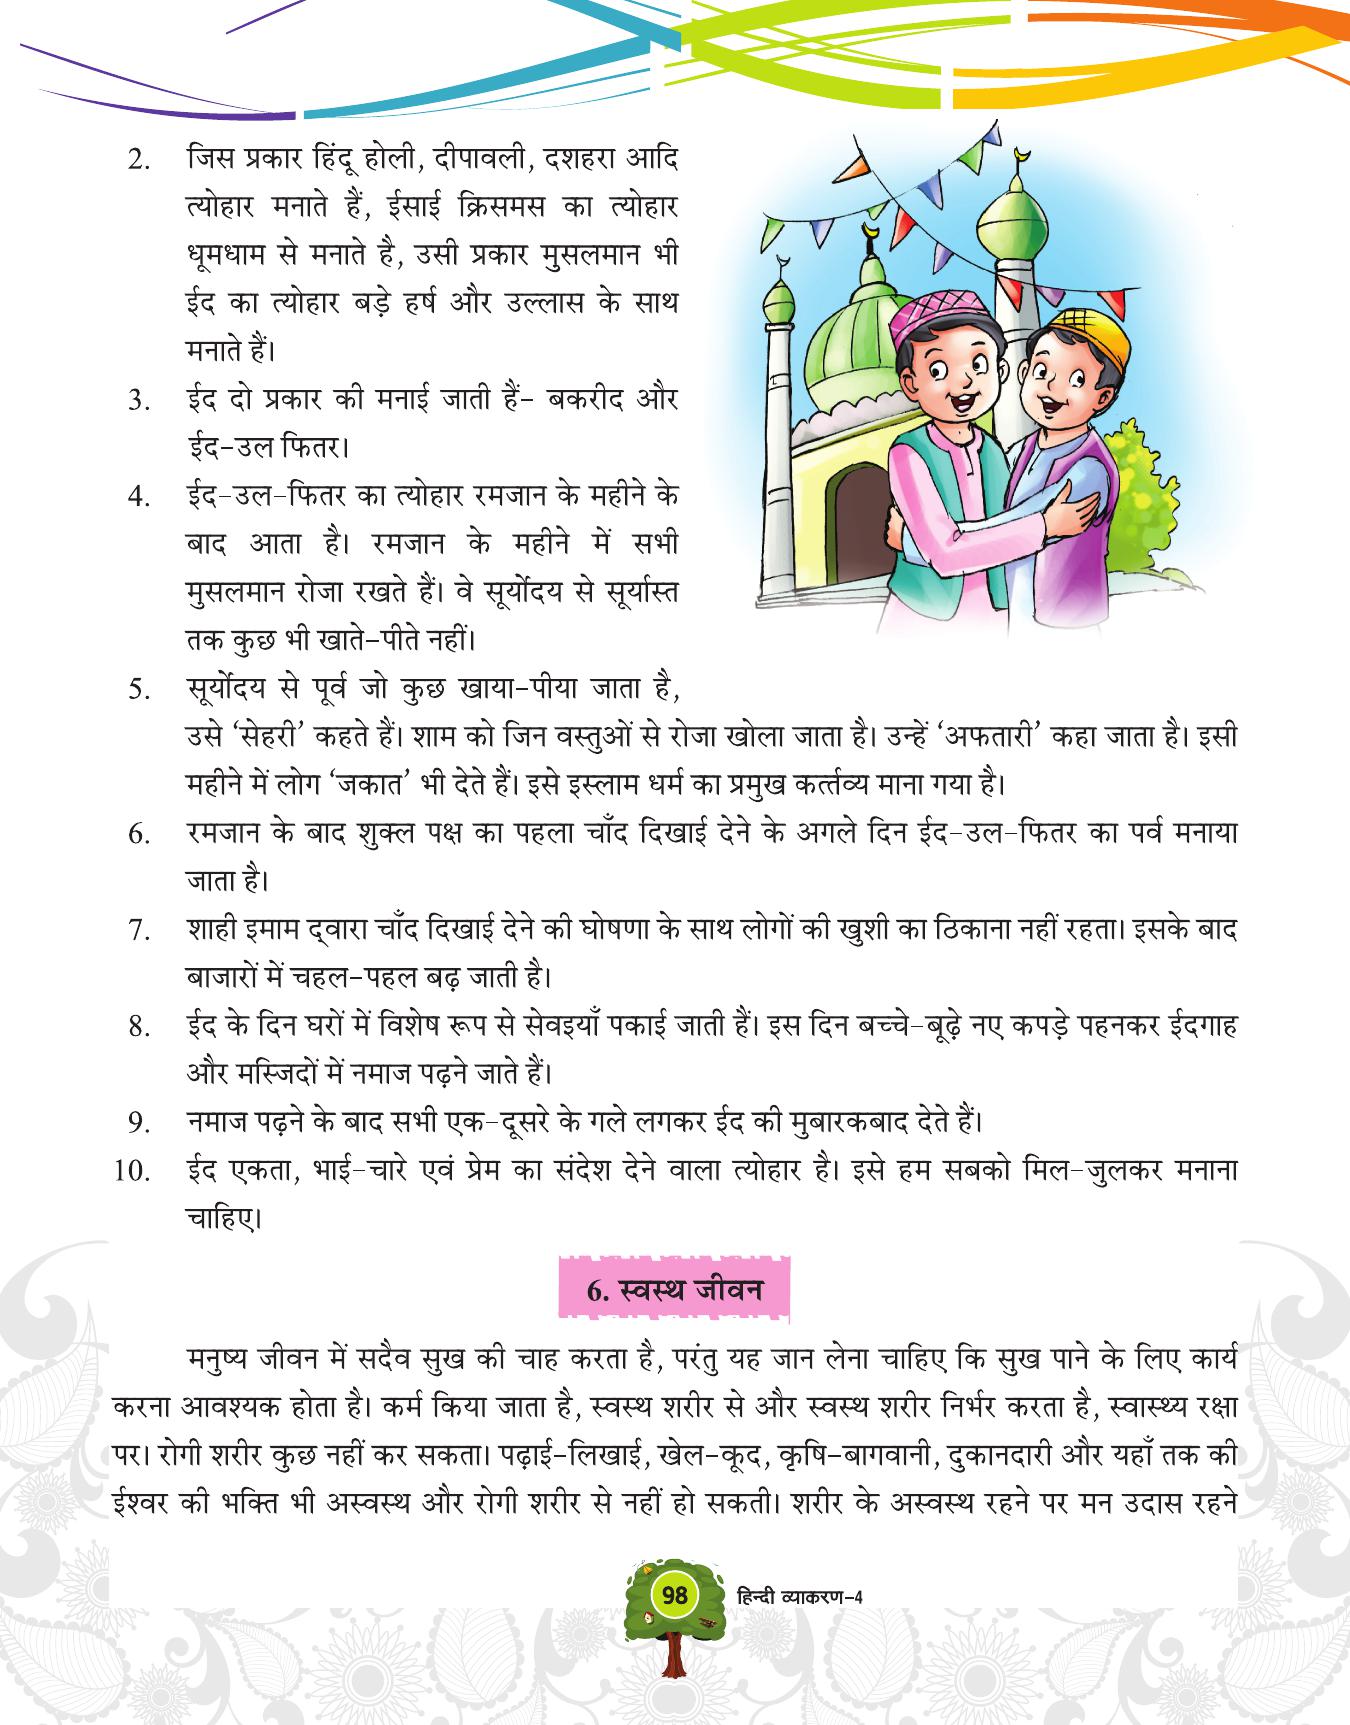 2. जिस प्रकार हिंदू होली, दीपावली, दशहरा आदि
त्योहार मनाते हैं, ईसाई क्रिसमस का त्योहार
धूमधाम से मनाते है, उसी प्रकार मुसलमान भी
ईद का त्योहार बड़े हर्ष और उल्लास के साथ
मनाते हैं।
3. ईद दो प्रकार की मनाई जाती हैं- बकरीद और
ईद-उल फितर।
4. ईद-उल-फितर का त्योहार रमजान के महीने के
बाद आता है। रमजान के महीने में सभी
मुसलमान रोजा रखते हैं। वे सूर्योदय से सूर्यास्त
तक कुछ भी खाते-पीते नहीं।
5. सूर्योदय से पूर्व जो कुछ खाया-पीया जाता है,
उसे ‘सेहरी’ कहते हैं। शाम को जिन वस्तुओं से रोजा खोला जाता है। उन्हें ‘अफतारी’ कहा जाता है। इसी
महीने में लोग ‘जकात’ भी देते हैं। इसे इस्लाम धर्म का प्रमुख कर्त्तव्य माना गया है।
6. रमजान के बाद शुक्ल पक्ष का पहला चाँद दिखाई देने के अगले दिन ईद-उल-फितर का पर्व मनाया
जाता है।
7. शाही इमाम द्‌वारा चाँद दिखाई देने की घोषणा के साथ लोगों की खुशी का ठिकाना नहीं रहता। इसके बाद
बाजारों में चहल-पहल बढ़ जाती है।
8. ईद के दिन घरों में विशेष रूप से सेवइयाँ पकाई जाती हैं। इस दिन बच्चे-बूढ़े नए कपड़े पहनकर ईदगाह
और मस्जिदों में नमाज पढ़ने जाते हैं।
9. नमाज पढ़ने के बाद सभी एक-दूसरे के गले लगकर ईद की मुबारकबाद देते हैं।
10. ईद एकता, भाई-चारे एवं प्रेम का संदेश देने वाला त्योहार है। इसे हम सबको मिल-जुलकर मनाना
चाहिए।
6. स्वस्थ जीवन
मनुष्य जीवन में सदैव सुख की चाह करता है, परंतु यह जान लेना चाहिए कि सुख पाने के लिए कार्य
करना आवश्यक होता है। कर्म किया जाता है, स्वस्थ शरीर से और स्वस्थ शरीर निर्भर करता है, स्वास्थ्य रक्षा
पर। रोगी शरीर कुछ नहीं कर सकता। पढ़ाई-लिखाई, खेल-कूद, कृषि-बागवानी, दुकानदारी और यहाँ तक की
ईश्वर की भक्ति भी अस्वस्थ और रोगी शरीर से नहीं हो सकती। शरीर के अस्वस्थ रहने पर मन उदास रहने
98 हिन्दी व्याकरण-4